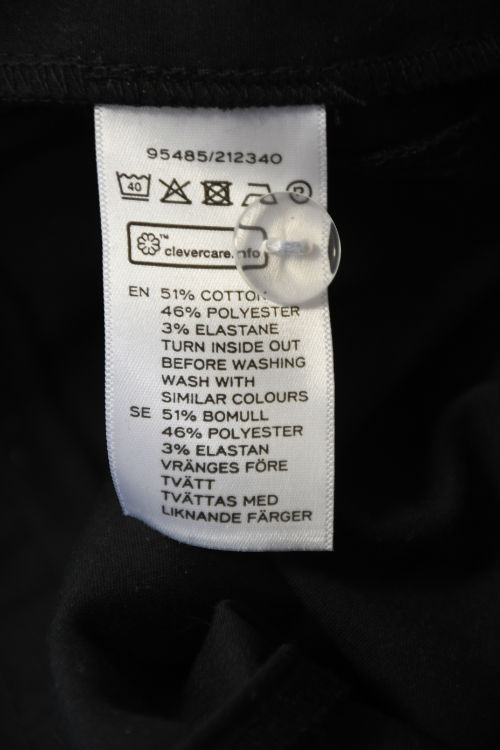 95485/212340
40
P
™
clevercare.info
EN 51% COTTON
46% POLYESTER
3% ELASTANE
TURN INSIDE OUT
BEFORE WASHING
WASH WITH
SIMILAR COLOURS
SE 51% BOMULL
46% POLYESTER
3% ELASTAN
VRÄNGES FÖRE
TVÄTT
TVÄTTAS MED
LIKNANDE FÄRGER